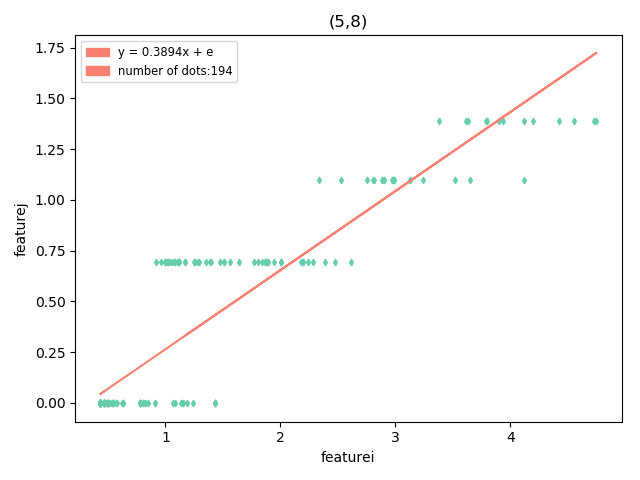 (5,8)
y = 0.3894x + e
number of dots:194
1.75
1.50
1.25
1.00
0.75
0.50
0.25
0.00
featurej
1 2 3 4
featurei